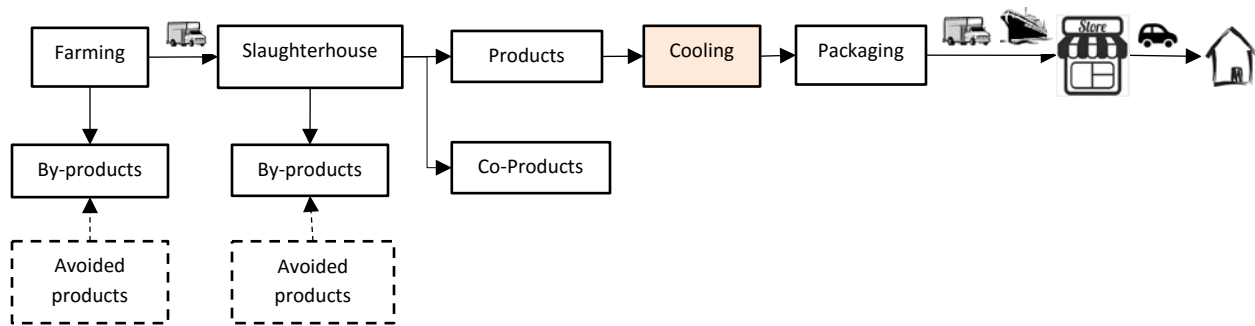 Farming
Slaughterhouse
Products
Cooling
Packaging
Store
By-products
By-products
Co-Products
Avoided
products
Avoided
products